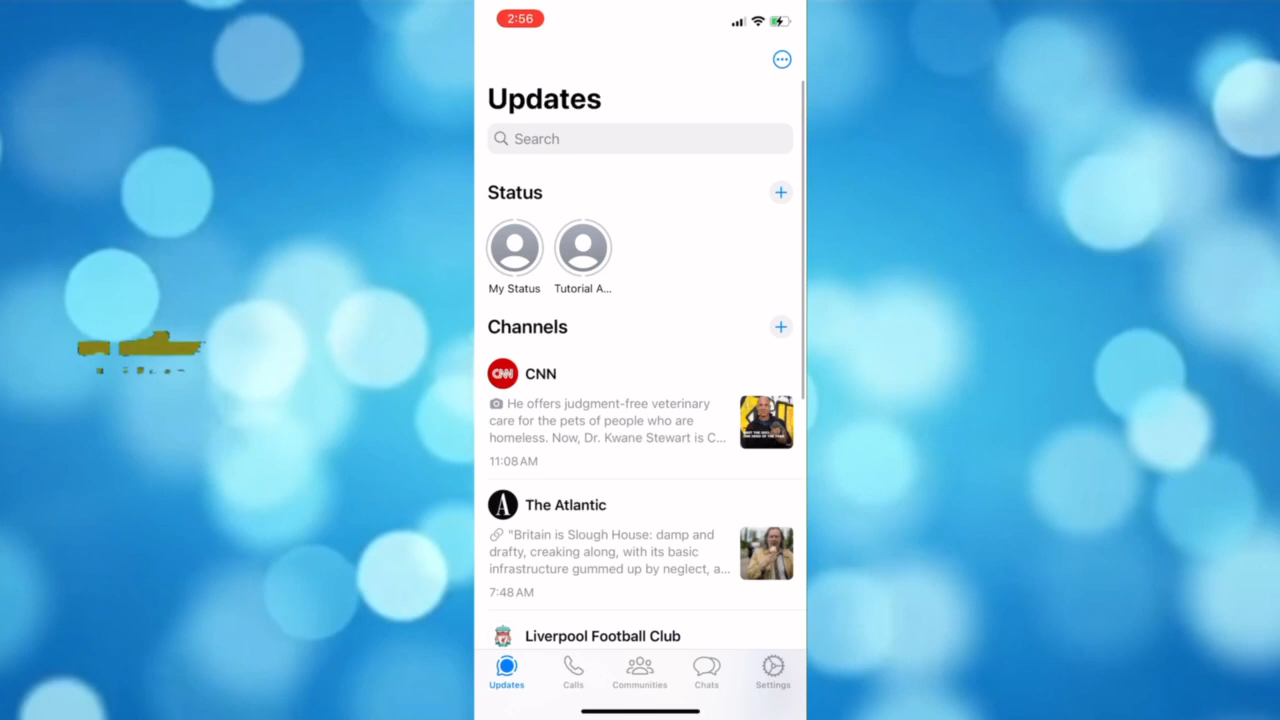 2:56
Updates
Search
Status
My Status
Tutorial A...
Channels
CNN
CNN
He offers judgment-free veterinary
care for the pets of people who are
homeless. Now, Dr. Kwane Stewart is C...
11:08 AM
A
The Atlantic
"Britain is Slough House: damp and
drafty, creaking along, with its basic
infrastructure gummed up by neglect, a...
7:48 AM
Liverpool Football Club
Updates
Calls
Communities
Chats
Settings